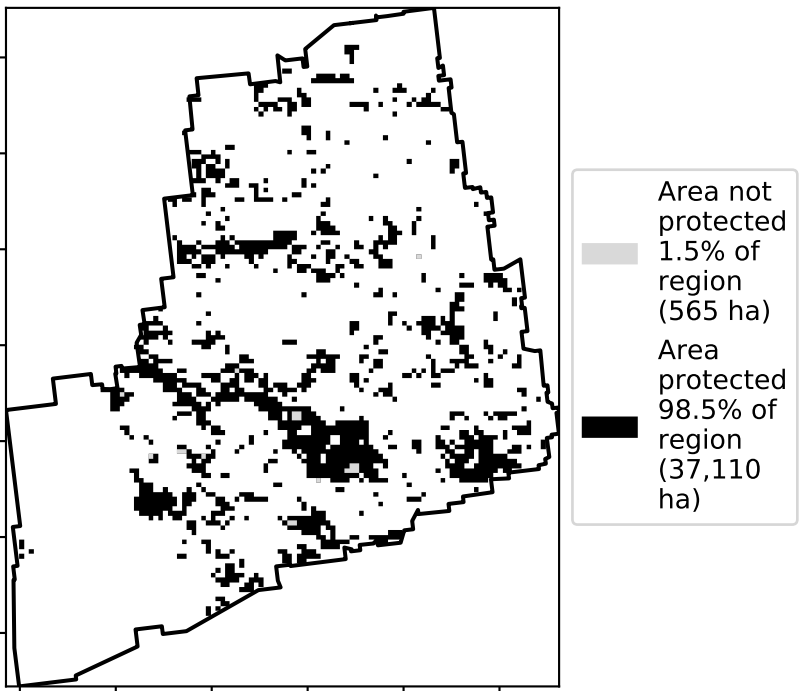 Area not
protected
1.5% of
region
(565 ha)
Area
protected
98.5% of
region
(37,110
ha)